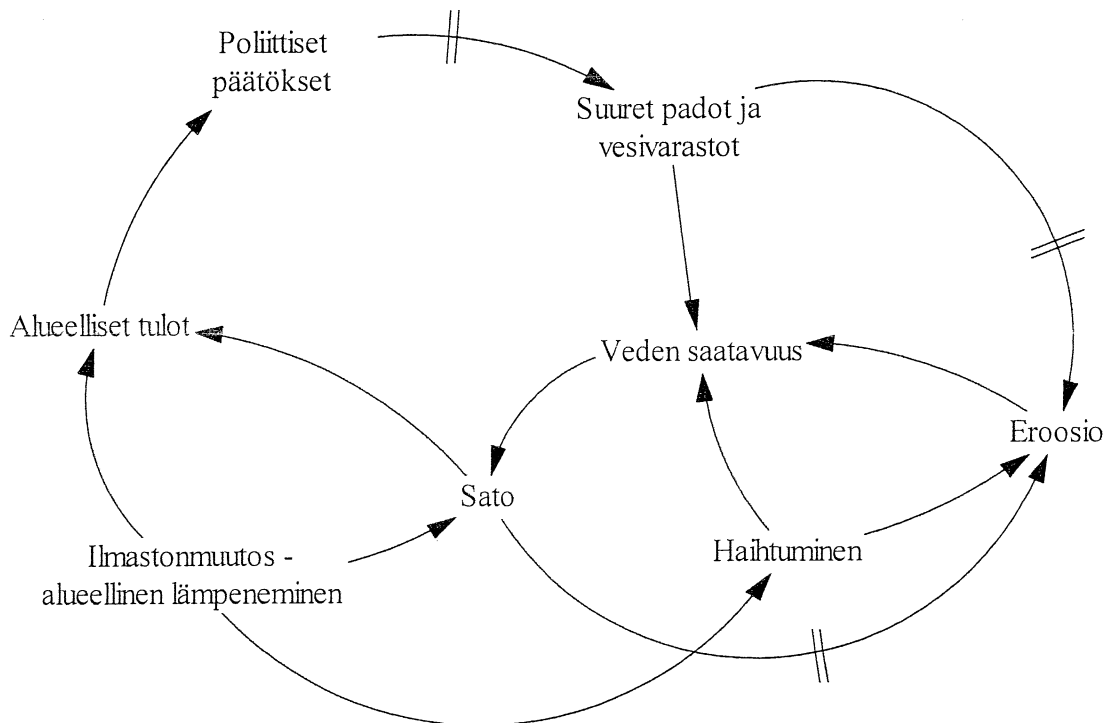 Poliittiset
päätökset
Suuret padot ja
vesivarastot
Alueelliset tulot
Veden saatavuus
Eroosio
Sato
Ilmastonmuutos -
alueellinen lämpeneminen
Haihtuminen